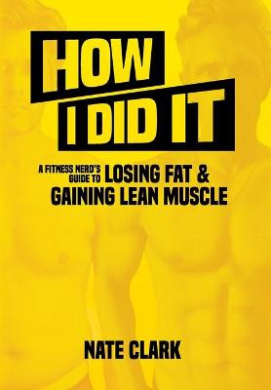 HOW
I DID IT
A FITNESS NERD'S
GUIDE TO
LOSING FAT &
GAINING LEAN MUSCLE
NATE CLARK